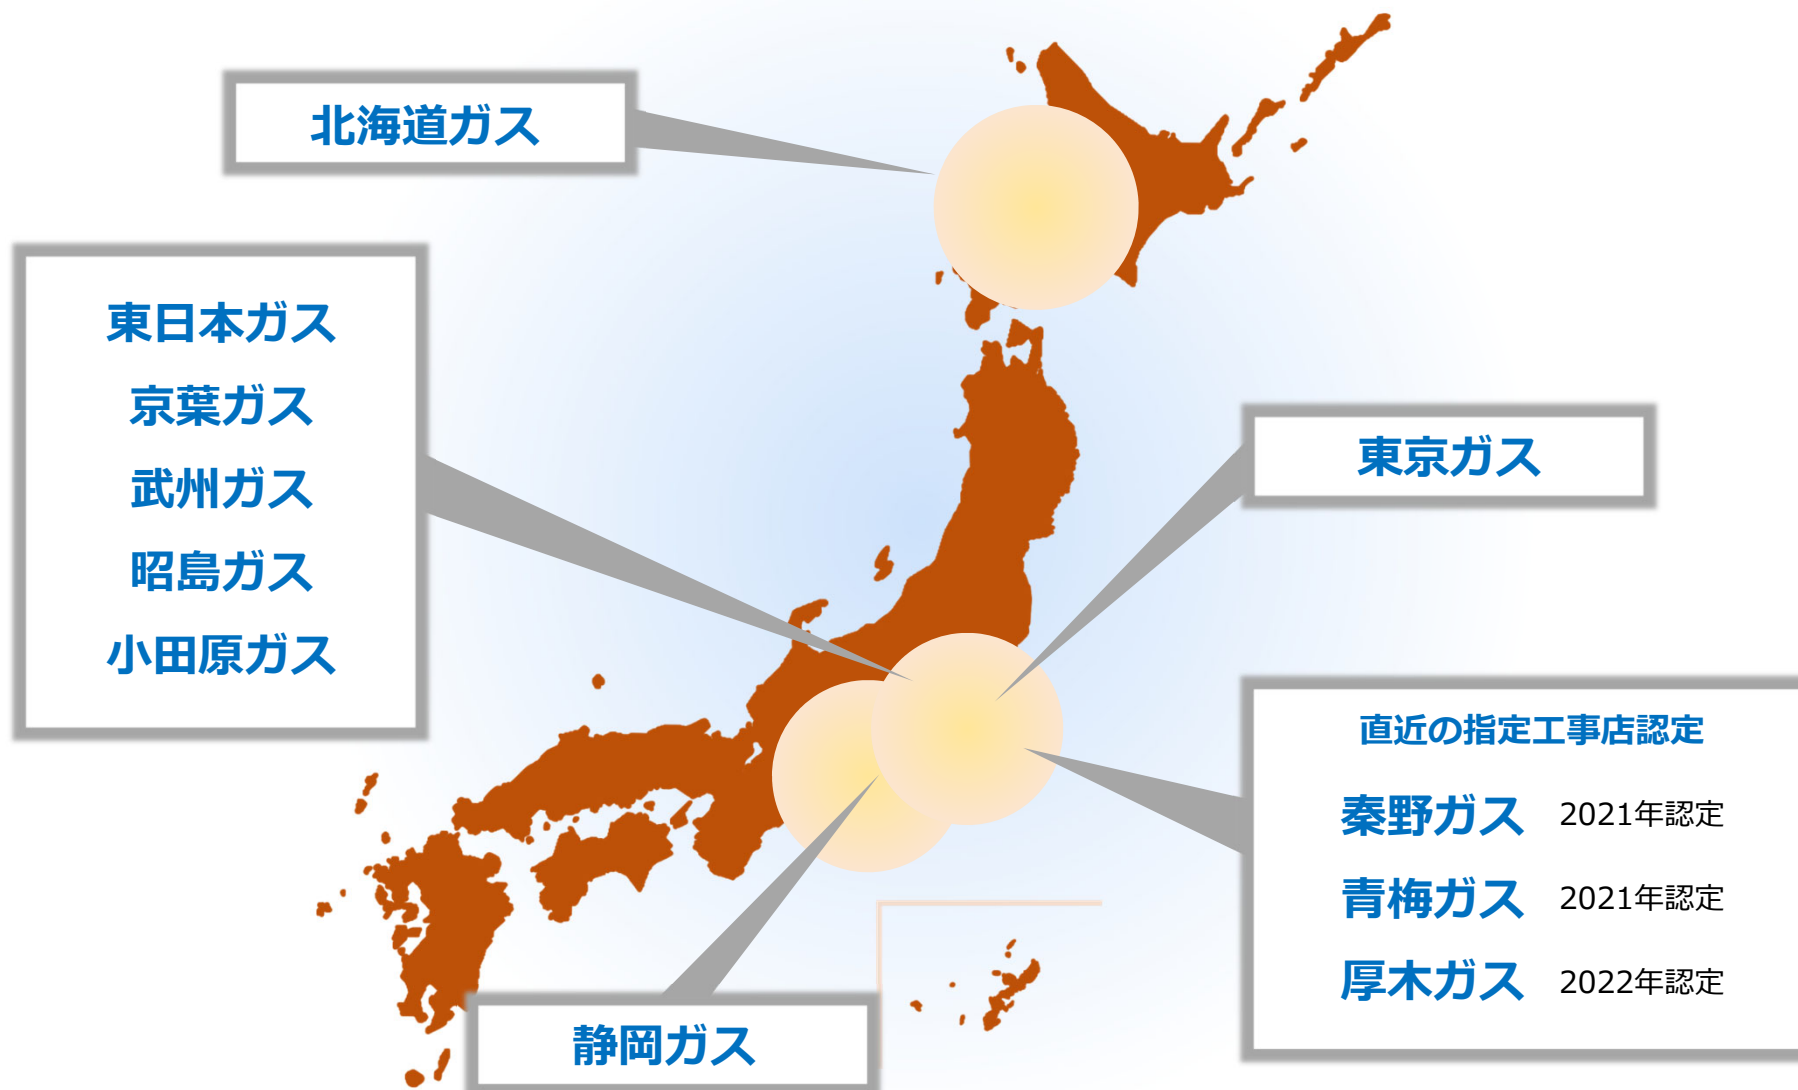 北海道ガス
東日本ガス
京葉ガス
武州ガス
昭島ガス
小田原ガス
東京ガス
直近の指定工事店認定
秦野ガス 2021年認定
青梅ガス 2021年認定
厚木ガス 2022年認定
静岡ガス